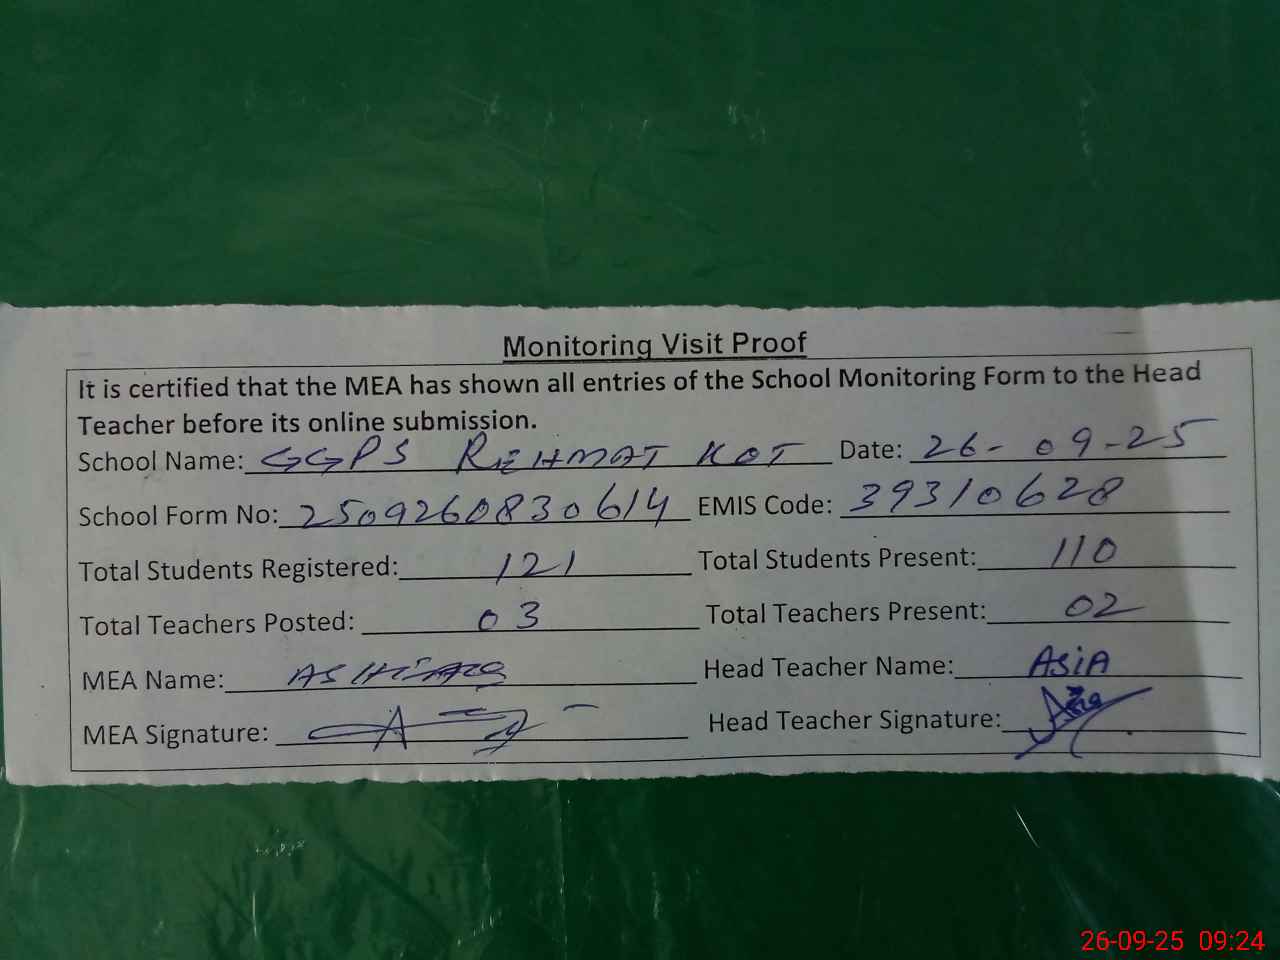 Monitoring Visit Proof
It is certified that the MEA has shown all entries of the School Monitoring Form to the Head
Teacher before its online submission.
School Name: GGPS REHMAT KOT Date: 26-09-25
School Form No: 2509260830614 EMIS Code: 39310628
Total Students Registered: 121 Total Students Present: 110
Total Teachers Posted: 03 Total Teachers Present: 02
MEA Name: Head Teacher Name: ASiA
MEA Signature: Head Teacher Signature:
26-09-25 09:24